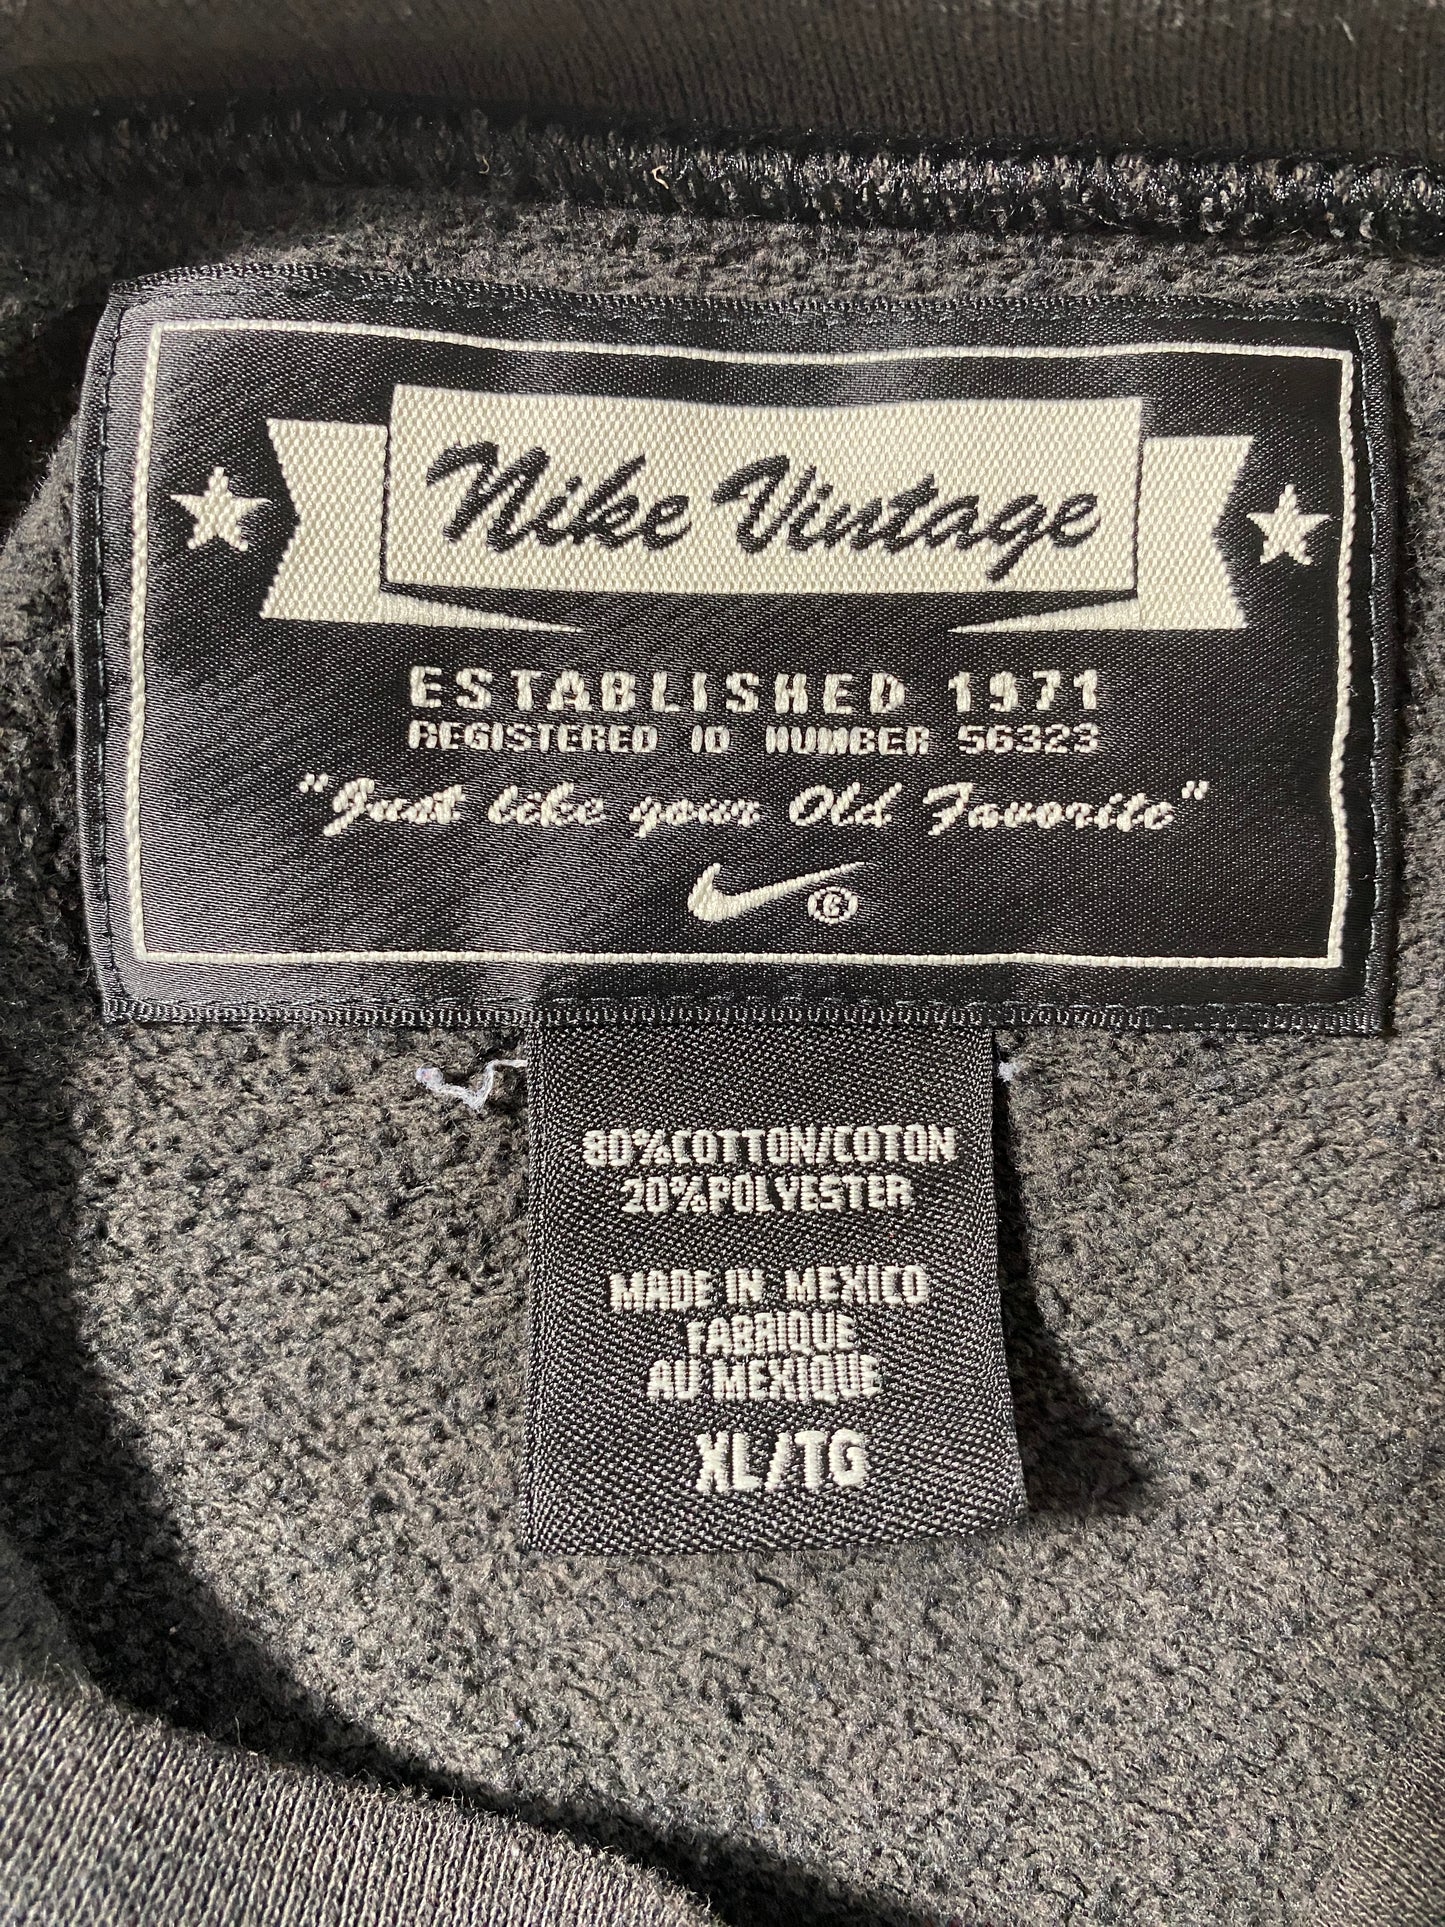 Nike Vintage
ESTABLISHED 1971
REGISTERED ID NUMBER 56323
"Just like your Old Favorite"
80%COTTON/COTON
20%POLYESTER
MADE IN MEXICO
FABRIQUE
AU MEXIQUE
XL/TG